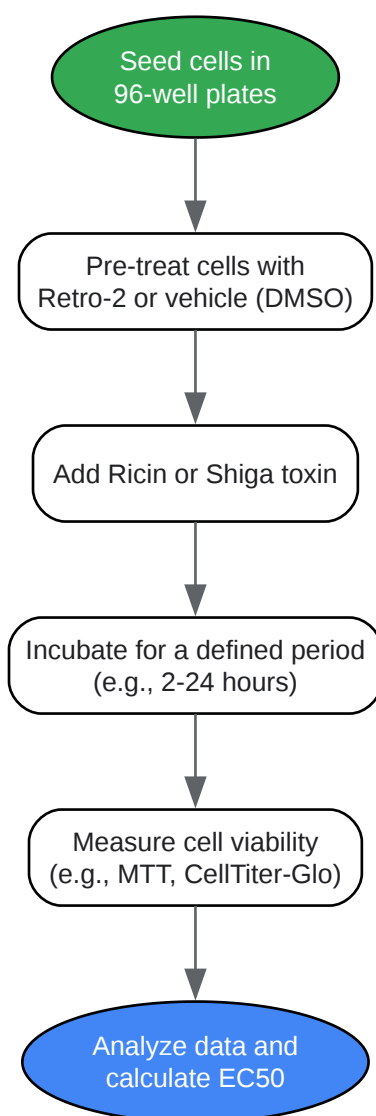 Seed cells in
96-well plates
Pre-treat cells with
Retro-2 or vehicle (DMSO)
Add Ricin or Shiga toxin
Incubate for a defined period
(e.g., 2-24 hours)
Measure cell viability
(e.g., MTT, CellTiter-Glo)
Analyze data and
calculate EC50